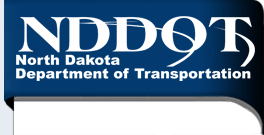 NDDOT
North Dakota
Department of Transportation